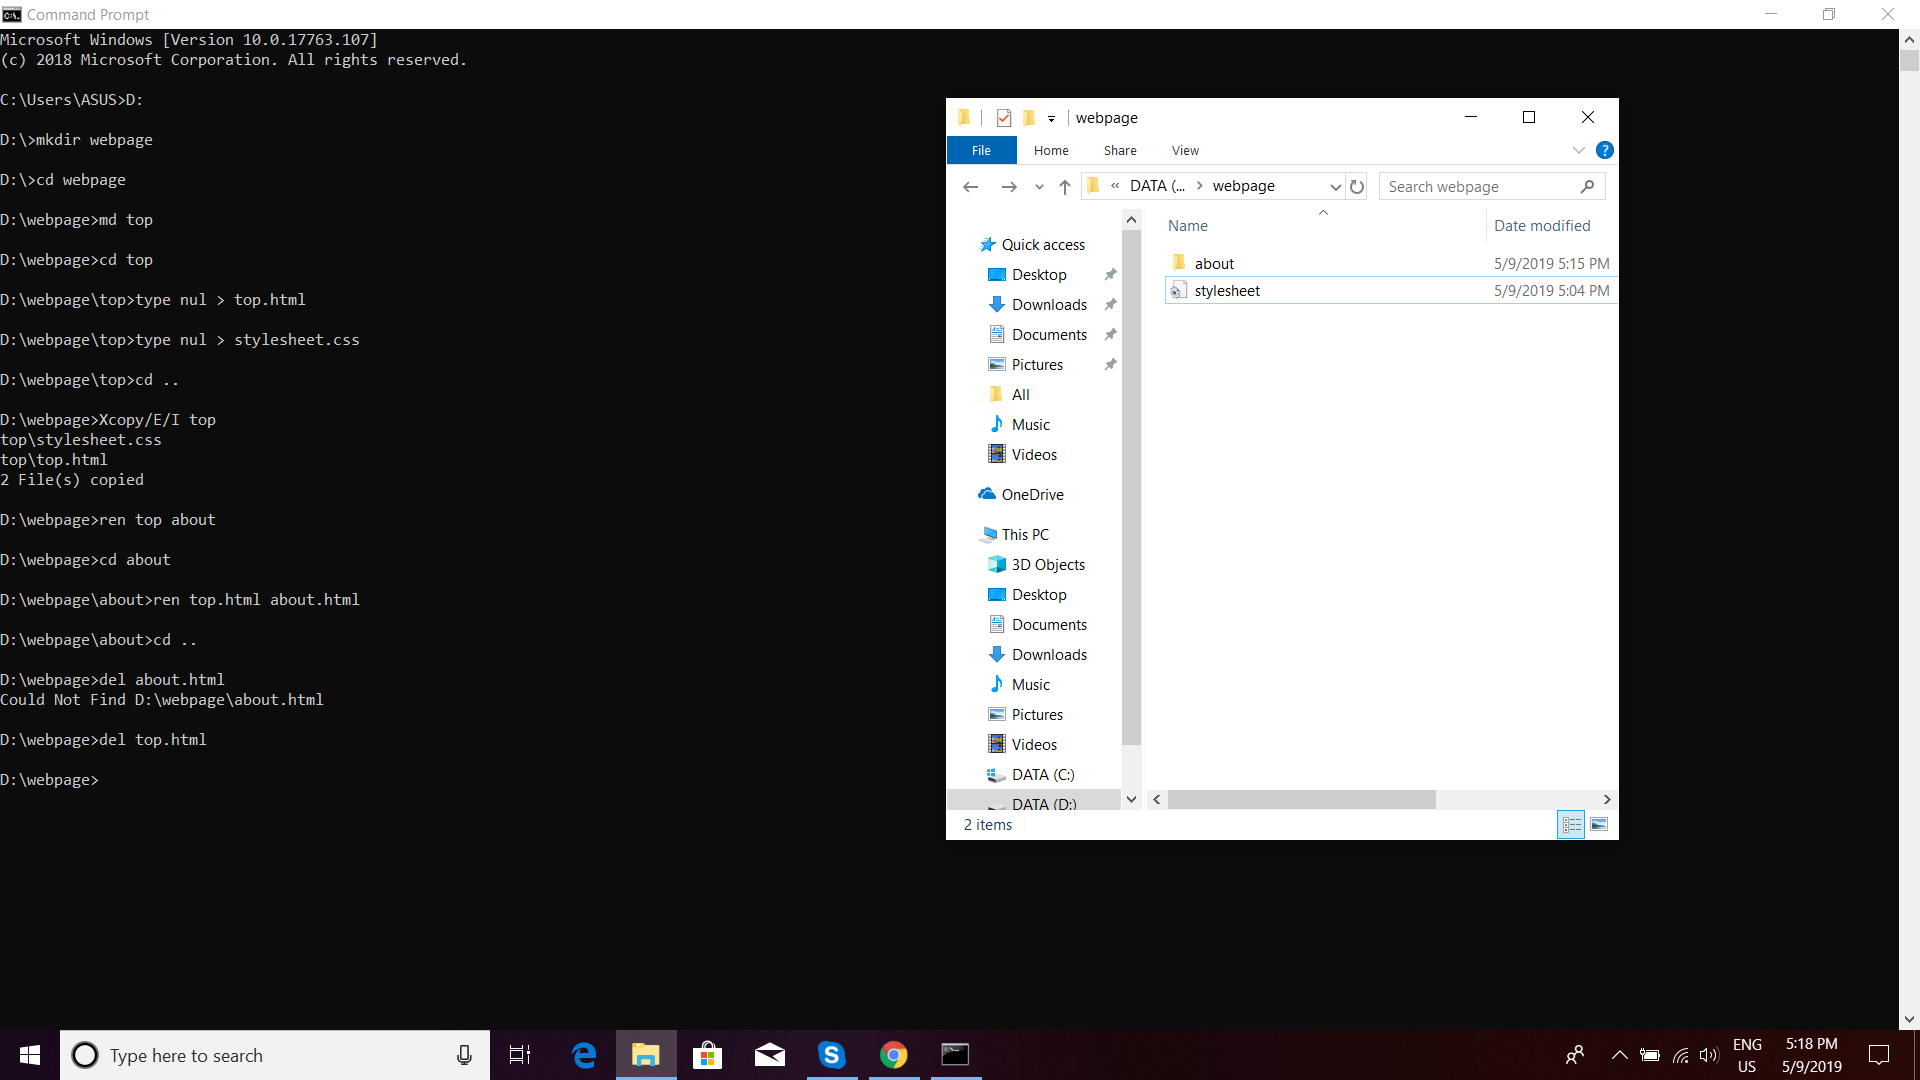 Command Prompt
Microsoft Windows [Version 10.0.17763.107]
(c) 2018 Microsoft Corporation. All rights reserved.
C:\Users\ASUS>D:
D:\>mkdir webpage
D:\>cd webpage
D:\webpage>md top
D:\webpage>cd top
D:\webpage\top>type nul > top.html
D:\webpage\top>type nul > stylesheet.css
D:\webpage\top>cd ..
D:\webpage>Xcopy/E/I top
top\stylesheet.css
top\top.html
2 File(s) copied
D:\webpage>ren top about
D:\webpage>cd about
D:\webpage\about>ren top.html about.html
D:\webpage\about>cd ..
D:\webpage>del about.html
Could Not Find D:\webpage\about.html
D:\webpage>del top.html
D:\webpage>
webpage
File Home Share View
« DATA (... > webpage
Search webpage
Name Date modified
about 5/9/2019 5:15 PM
stylesheet 5/9/2019 5:04 PM
Quick access
Desktop
Downloads
Documents
Pictures
All
Music
Videos
OneDrive
This PC
3D Objects
Desktop
Documents
Downloads
Music
Pictures
Videos
DATA (C:)
DATA (D:)
2 items
Type here to search
ENG
US
5:18 PM
5/9/2019